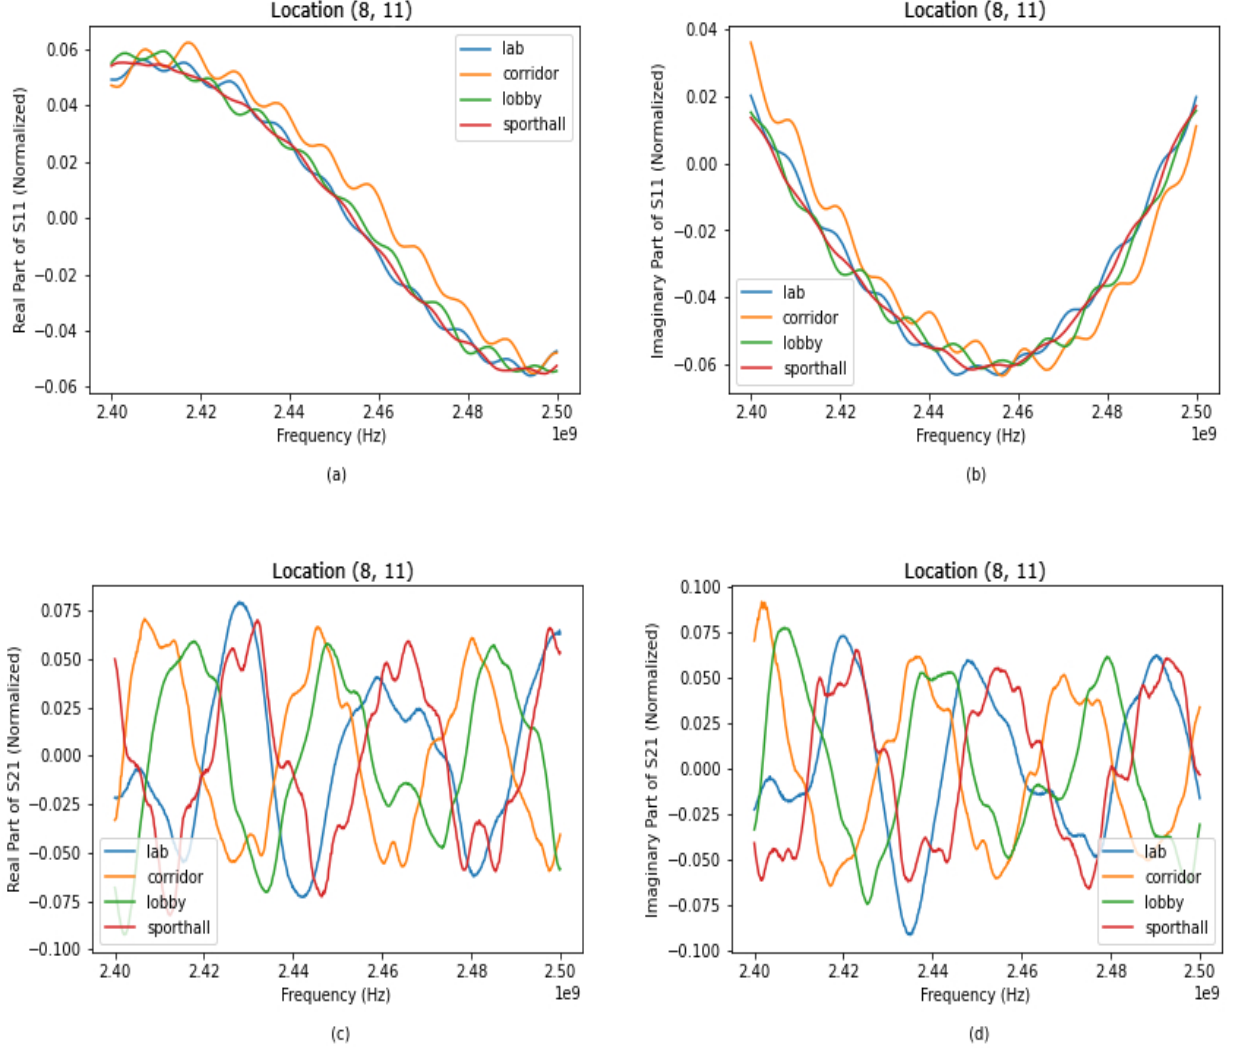 Location (8, 11)
Real Part of S11 (Normalized)
0.06
0.04
0.02
0.00
−0.02
−0.04
−0.06
lab
corridor
lobby
sporthall
2.40 2.42 2.44 2.46 2.48 2.50
Frequency (Hz)
1e9
(a)
Location (8, 11)
Imaginary Part of S11 (Normalized)
0.04
0.02
0.00
−0.02
−0.04
−0.06
lab
corridor
lobby
sporthall
2.40 2.42 2.44 2.46 2.48 2.50
Frequency (Hz)
1e9
(b)
Location (8, 11)
Real Part of S21 (Normalized)
0.075
0.050
0.025
0.000
−0.025
−0.050
−0.075
−0.100
lab
corridor
lobby
sporthall
2.40 2.42 2.44 2.46 2.48 2.50
Frequency (Hz)
1e9
(c)
Location (8, 11)
Imaginary Part of S21 (Normalized)
0.100
0.075
0.050
0.025
0.000
−0.025
−0.050
−0.075
−0.100
lab
corridor
lobby
sporthall
2.40 2.42 2.44 2.46 2.48 2.50
Frequency (Hz)
1e9
(d)